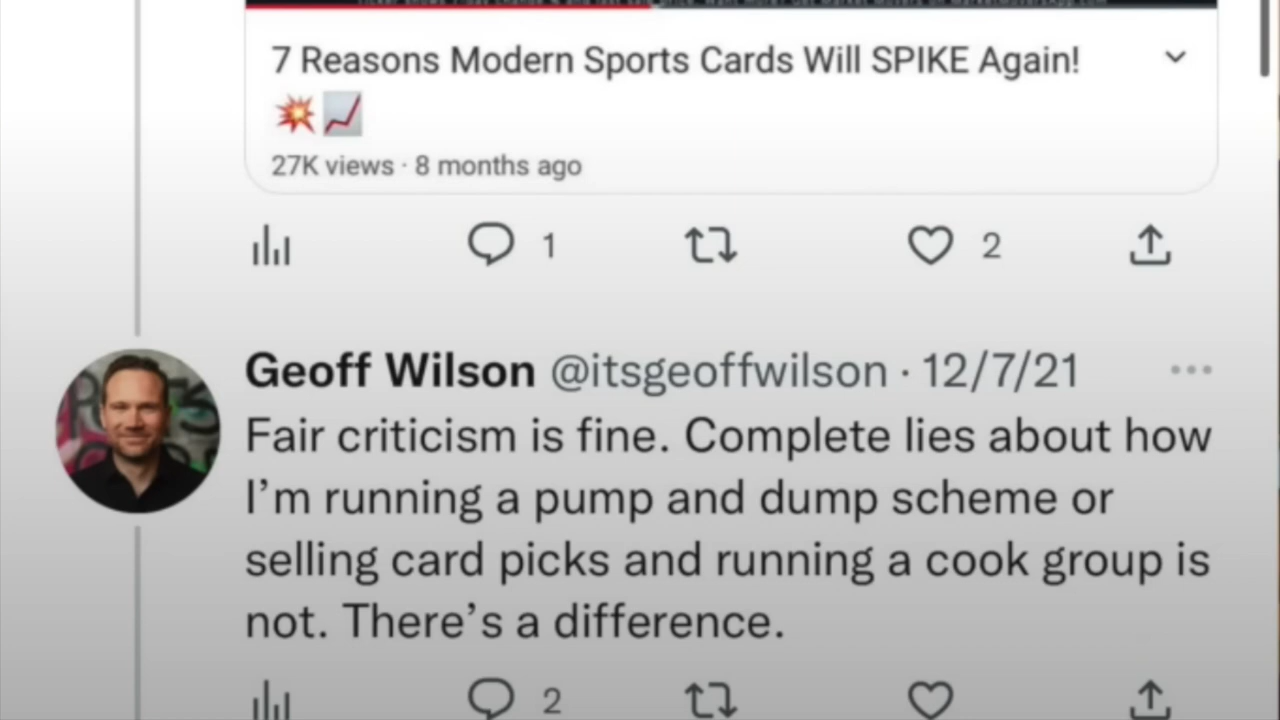 7 Reasons Modern Sports Cards Will SPIKE Again!
💥📈
27K views · 8 months ago
1
2
Geoff Wilson @itsgeoffwilson · 12/7/21
Fair criticism is fine. Complete lies about how
I’m running a pump and dump scheme or
selling card picks and running a cook group is
not. There’s a difference.
2